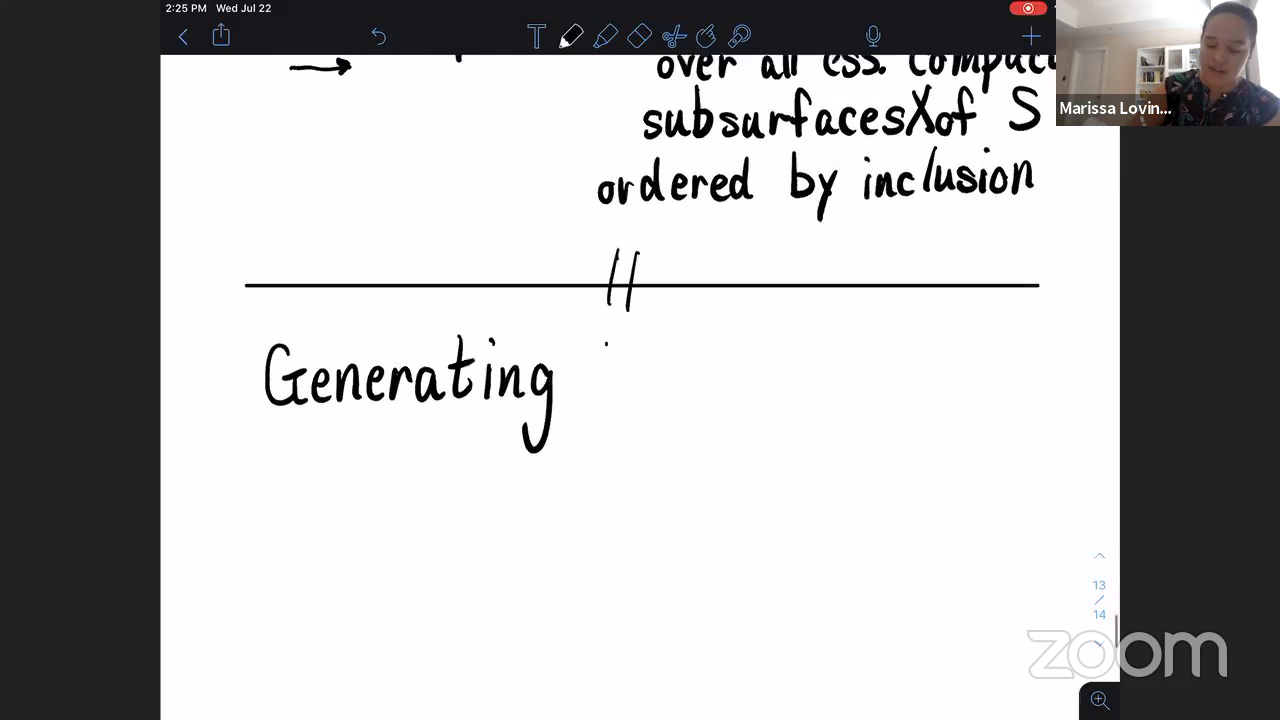 2:25 PM Wed Jul 22
over all ess. compact
subsurfaces X of S
ordered by inclusion
Generating
Marissa Lovin...
13
/
14
zoom